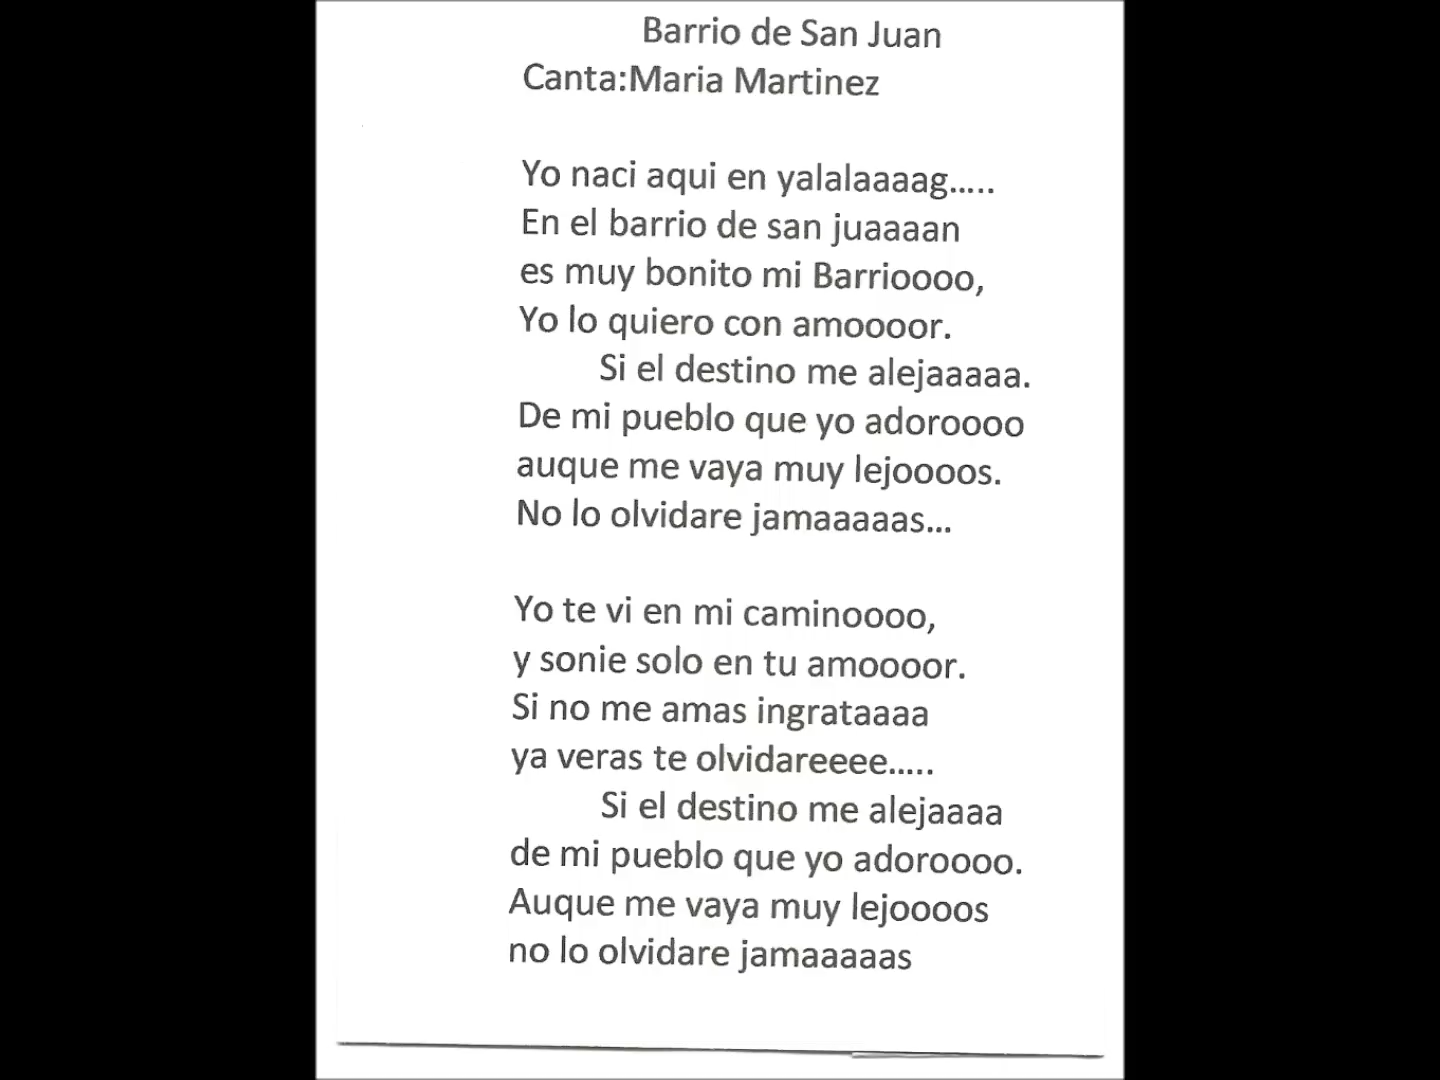 Barrio de San Juan
Canta:Maria Martinez
Yo naci aqui en yalalaaaag.....
En el barrio de san juaaaan
es muy bonito mi Barrioooo,
Yo lo quiero con amoooor.
Si el destino me alejaaaaa.
De mi pueblo que yo adoroooo
auque me vaya muy lejoooos.
No lo olvidare jamaaaaas...
Yo te vi en mi caminoooo,
y sonie solo en tu amoooor.
Si no me amas ingrataaaa
ya veras te olvidareeee.....
Si el destino me alejaaaa
de mi pueblo que yo adoroooo.
Auque me vaya muy lejoooos
no lo olvidare jamaaaaas